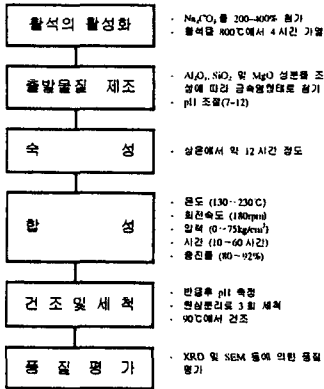 활석의 활성화
- Na₂CO₃를 200~400% 첨가
- 활석을 800℃에서 4시간 가열
출발물질 제조
- Al₂O₃, SiO₂ 및 MgO 성분를 조
성에 따라 금속염형태로 첨가
- pH 조절(7-12)
숙 성
- 상온에서 약 12시간 정도
합 성
- 온도 (130--230℃)
- 회전속도 (180rpm)
- 압력 (0--75kg/cm²)
- 시간 (10~60시간)
- 충진률 (80~92%)
건조 및 세척
- 반응후 pH 측정
- 원심분리로 3회 세척
- 90℃에서 건조
품질평가
- XRD 및 SEM 등에 의한 품질
평가